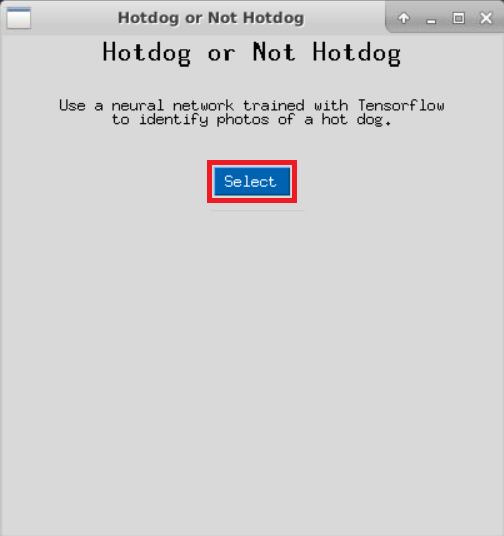 Hotdog or Not Hotdog
Hotdog or Not Hotdog
Use a neural network trained with Tensorflow
to identify photos of a hot dog.
Select